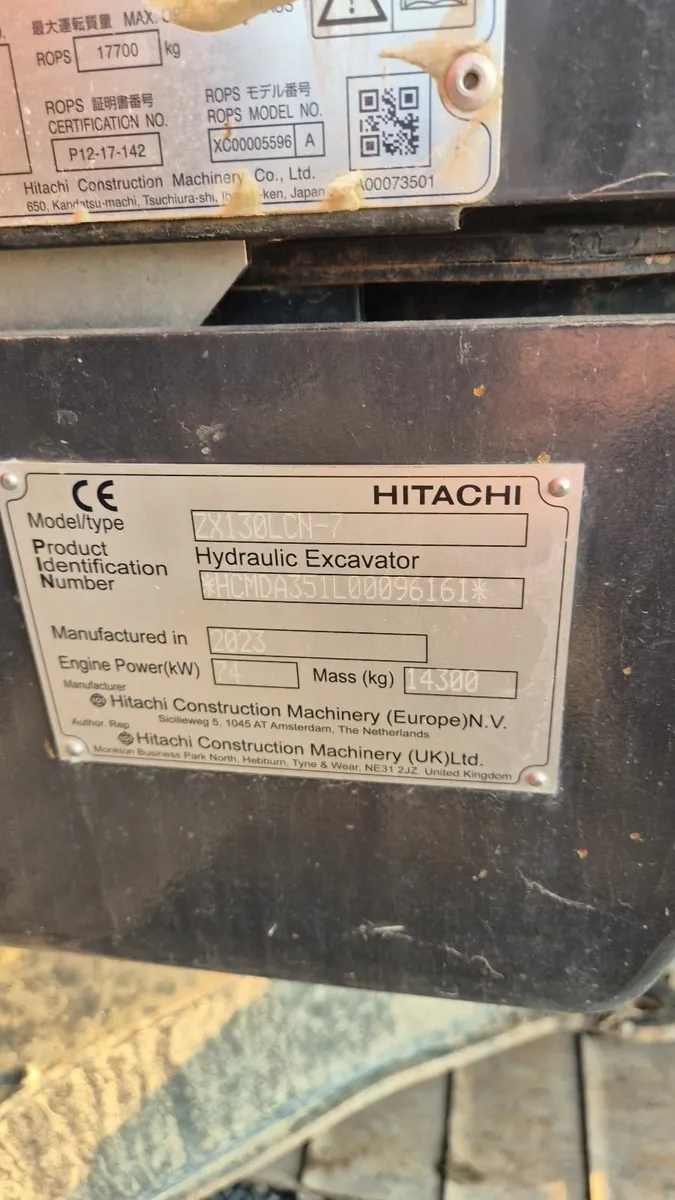 最大運転質量 MAX.
ROPS 17700 kg
ROPS 証明書番号
CERTIFICATION NO.
P12-17-142
ROPS モデル番号
ROPS MODEL NO.
XC00005596 A
Hitachi Construction Machinery Co., Ltd.
650, Kandatsu-machi, Tsuchiura-shi, Japan
A00073501
CE
HITACHI
Model/type ZX130LCN-7
Product Identification Number
Hydraulic Excavator
*HCMDA351L00096161*
Manufactured in 2023
Engine Power(kW) 74 Mass (kg) 14300
Manufacturer
Hitachi Construction Machinery (Europe)N.V.
Sicilieweg 5, 1045 AT Amsterdam, The Netherlands
Author. Rep
Hitachi Construction Machinery (UK)Ltd.
Monkton Business Park North, Hebburn, Tyne & Wear, NE31 2JZ United Kingdom